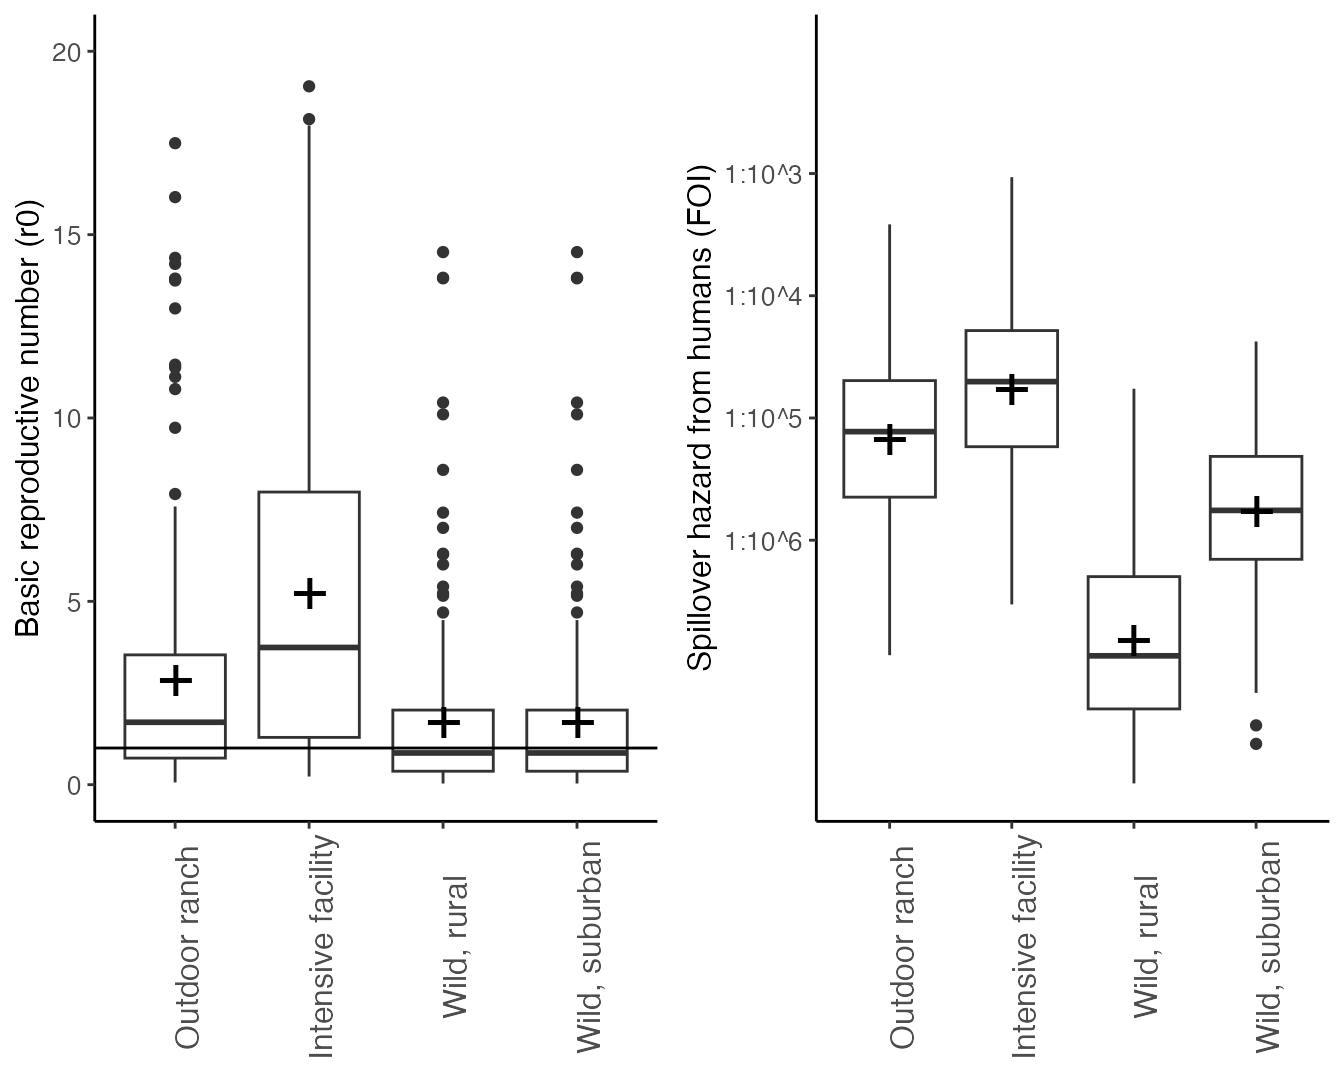 Basic reproductive number (r0)
20
15
10
5
0
Outdoor ranch
Intensive facility
Wild, rural
Wild, suburban
Spillover hazard from humans (FOI)
1:10^3
1:10^4
1:10^5
1:10^6
Outdoor ranch
Intensive facility
Wild, rural
Wild, suburban